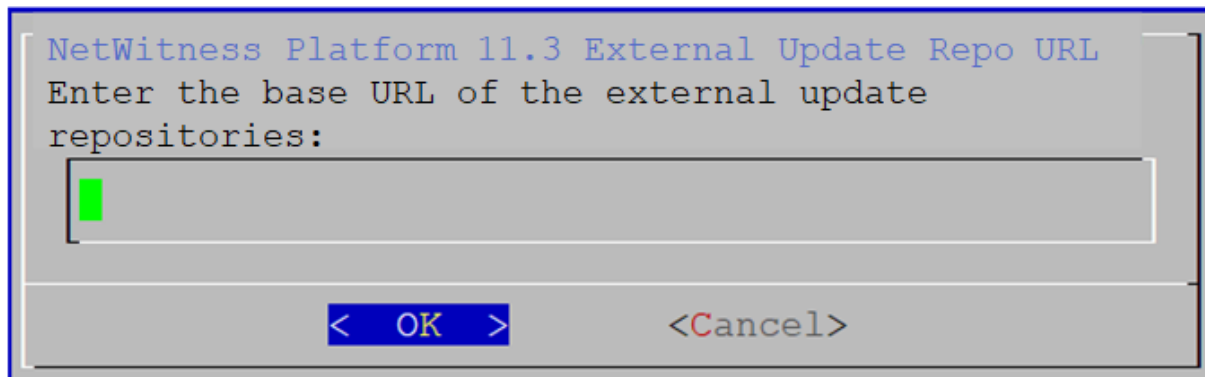 NetWitness Platform 11.3 External Update Repo URL
Enter the base URL of the external update
repositories:
< OK > <Cancel>